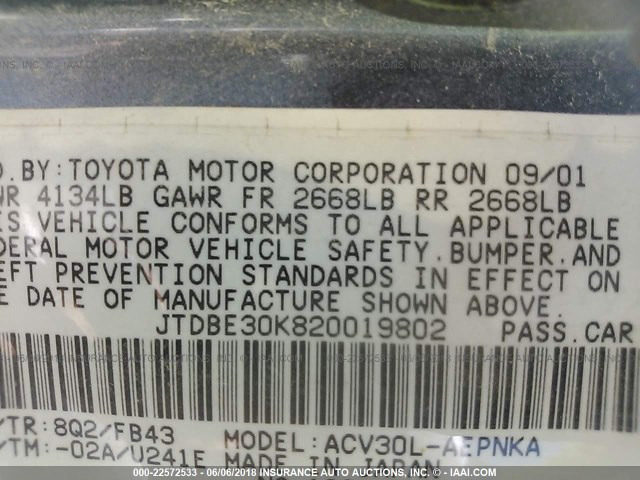 D.BY:TOYOTA MOTOR CORPORATION 09/01
WR 4134LB GAWR FR 2668LB RR 2668LB
IS VEHICLE CONFORMS TO ALL APPLICABLE
DERAL MOTOR VEHICLE SAFETY.BUMPER.AND
EFT PREVENTION STANDARDS IN EFFECT ON
E DATE OF MANUFACTURE SHOWN ABOVE.
JTDBE30K820019802 PASS.CAR
/TR:8Q2/FB43 MODEL:ACV30L-AEPNKA
/TM:-02A/U241E MADE IN JAPAN
000-22572533 - 06/06/2018 INSURANCE AUTO AUCTIONS, INC. - © IAAI.COM